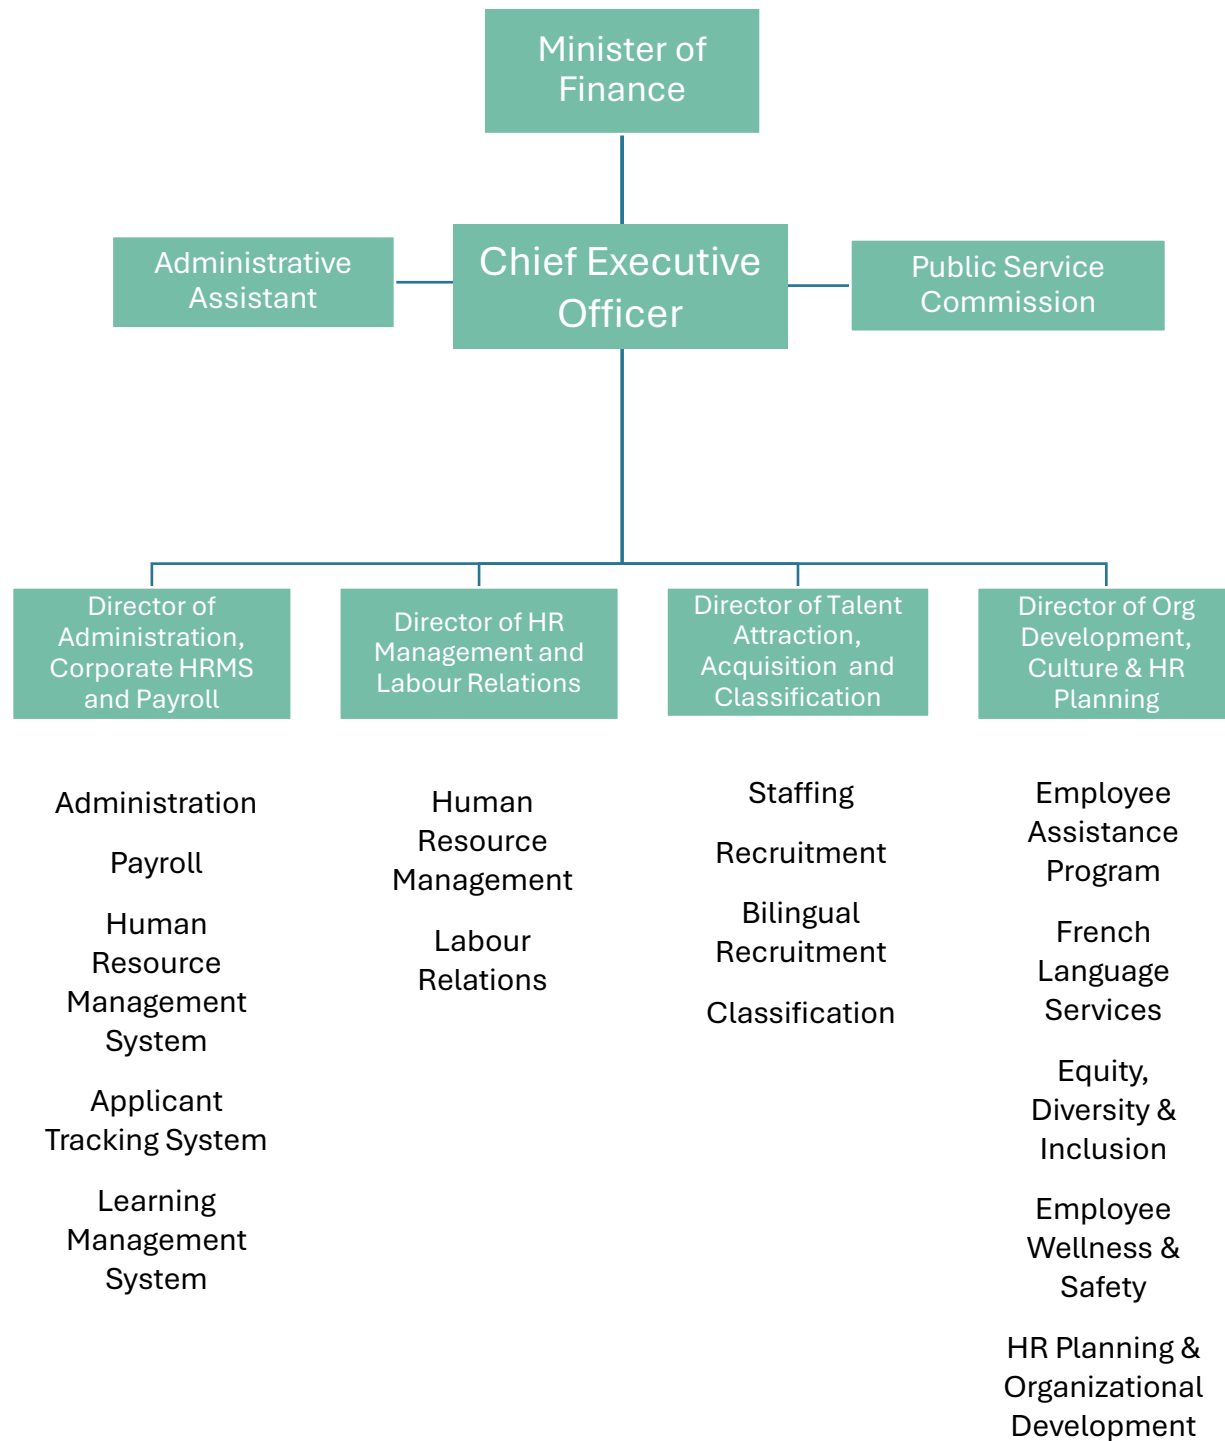 Minister of
Finance
Administrative
Assistant
Chief Executive
Officer
Public Service
Commission
Director of
Administration,
Corporate HRMS
and Payroll
Director of HR
Management and
Labour Relations
Director of Talent
Attraction,
Acquisition and
Classification
Director of Org
Development,
Culture & HR
Planning
Administration
Payroll
Human
Resource
Management
System
Applicant
Tracking System
Learning
Management
System
Human
Resource
Management
Labour
Relations
Staffing
Recruitment
Bilingual
Recruitment
Classification
Employee
Assistance
Program
French
Language
Services
Equity,
Diversity &
Inclusion
Employee
Wellness &
Safety
HR Planning &
Organizational
Development